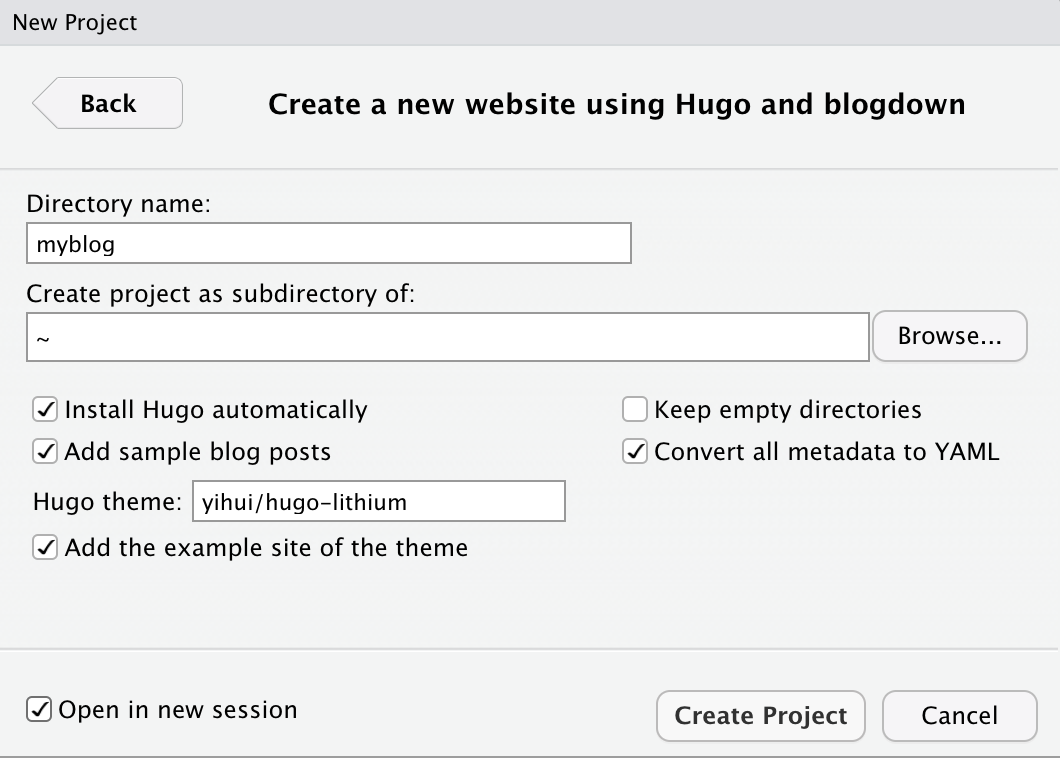 New Project
Back
Create a new website using Hugo and blogdown
Directory name:
myblog
Create project as subdirectory of:
~
Browse...
Install Hugo automatically
Keep empty directories
Add sample blog posts
Convert all metadata to YAML
Hugo theme: yihui/hugo-lithium
Add the example site of the theme
Open in new session
Create Project
Cancel